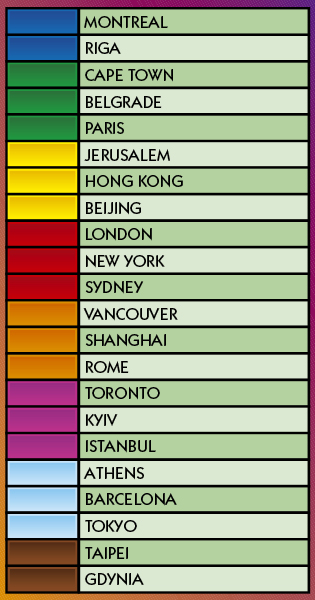 MONTREAL
RIGA
CAPE TOWN
BELGRADE
PARIS
JERUSALEM
HONG KONG
BEIJING
LONDON
NEW YORK
SYDNEY
VANCOUVER
SHANGHAI
ROME
TORONTO
KYIV
ISTANBUL
ATHENS
BARCELONA
TOKYO
TAIPEI
GDYNIA